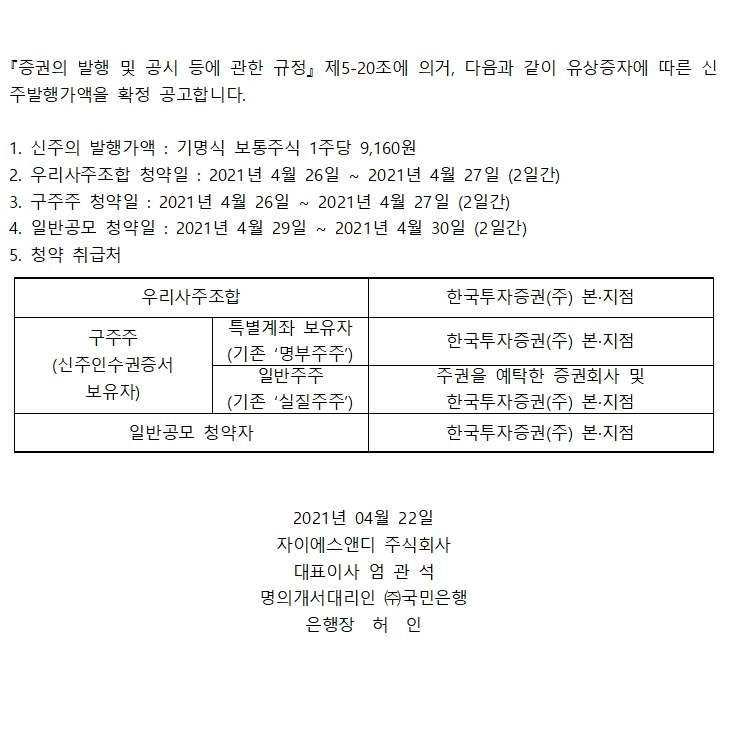 『증권의 발행 및 공시 등에 관한 규정』 제5-20조에 의거, 다음과 같이 유상증자에 따른 신
주발행가액을 확정 공고합니다.
1. 신주의 발행가액 : 기명식 보통주식 1주당 9,160원
2. 우리사주조합 청약일 : 2021년 4월 26일 ~ 2021년 4월 27일 (2일간)
3. 구주주 청약일 : 2021년 4월 26일 ~ 2021년 4월 27일 (2일간)
4. 일반공모 청약일 : 2021년 4월 29일 ~ 2021년 4월 30일 (2일간)
5. 청약 취급처
우리사주조합 한국투자증권(주) 본·지점
구주주
(신주인수권증서
보유자)
특별계좌 보유자
(기존 ‘명부주주’)
한국투자증권(주) 본·지점
일반주주
(기존 ‘실질주주’)
주권을 예탁한 증권회사 및
한국투자증권(주) 본·지점
일반공모 청약자 한국투자증권(주) 본·지점
2021년 04월 22일
자이에스앤디 주식회사
대표이사 엄 관 석
명의개서대리인 ㈜국민은행
은행장 허 인